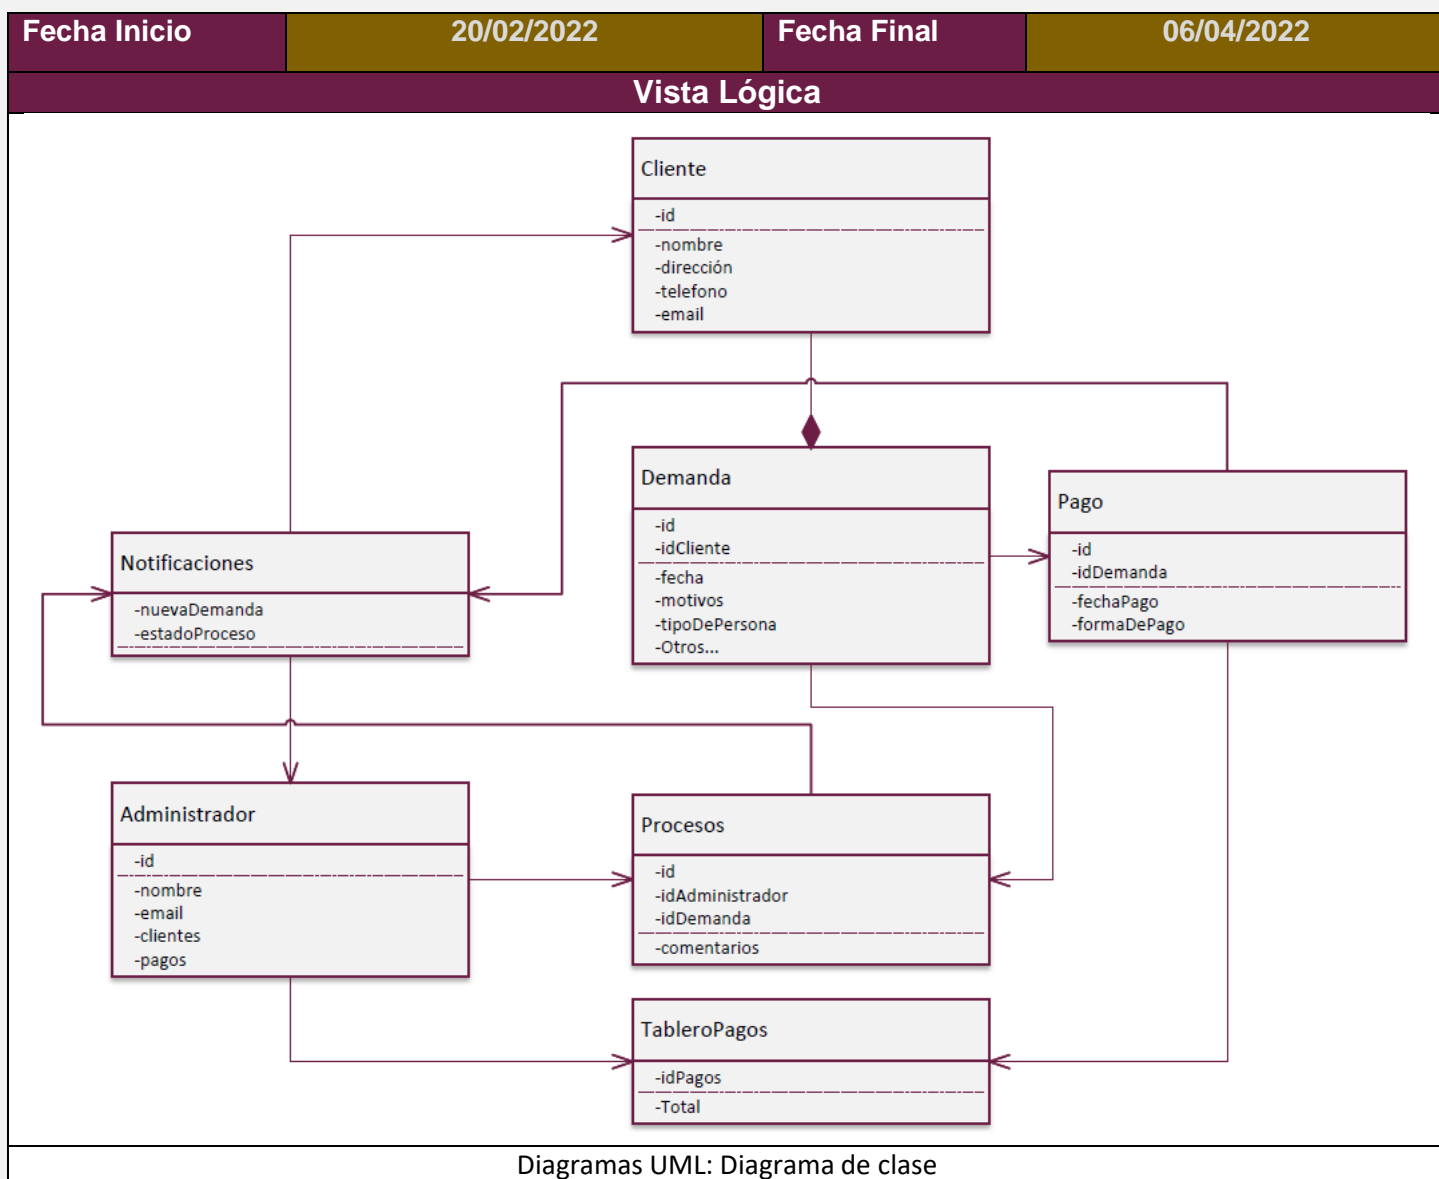 Fecha Inicio 20/02/2022 Fecha Final 06/04/2022
Vista Lógica
Cliente
-id
-nombre
-dirección
-telefono
-email
Demanda
-id
-idCliente
-fecha
-motivos
-tipoDePersona
-Otros...
Pago
-id
-idDemanda
-fechaPago
-formaDePago
Notificaciones
-nuevaDemanda
-estadoProceso
Administrador
-id
-nombre
-email
-clientes
-pagos
Procesos
-id
-idAdministrador
-idDemanda
-comentarios
TableroPagos
-idPagos
-Total
Diagramas UML: Diagrama de clase